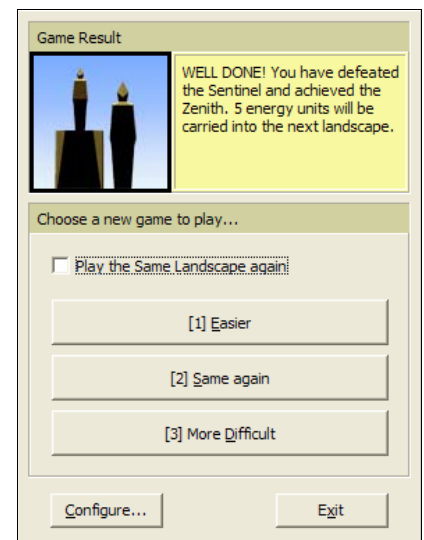 Game Result
WELL DONE! You have defeated
the Sentinel and achieved the
Zenith. 5 energy units will be
carried into the next landscape.
Choose a new game to play...
Play the Same Landscape again
[1] Easier
[2] Same again
[3] More Difficult
Configure...
Exit